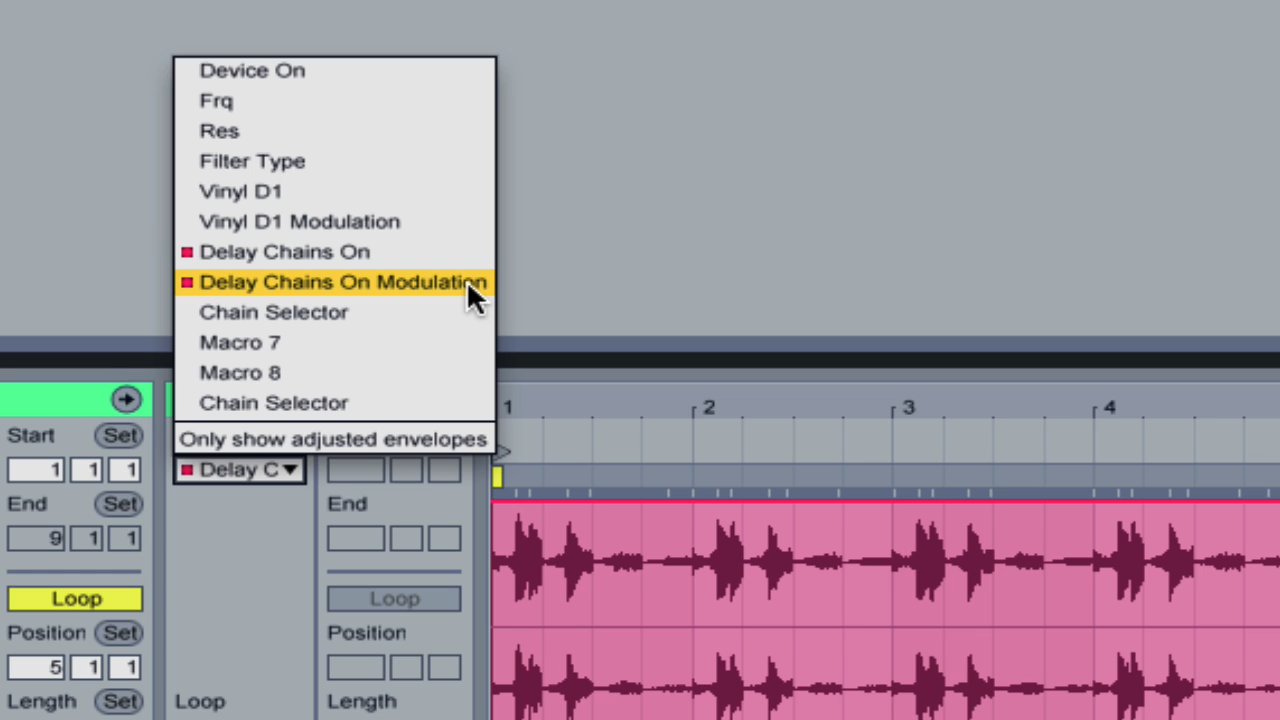 Device On
Frq
Res
Filter Type
Vinyl D1
Vinyl D1 Modulation
Delay Chains On
Delay Chains On Modulation
Chain Selector
Macro 7
Macro 8
Chain Selector
Only show adjusted envelopes
1 2 3 4
Start Set
1 1 1
Delay C
End Set
End
9 1 1
Loop
Loop
Position Set
Position
5 1 1
Length Set
Loop
Length